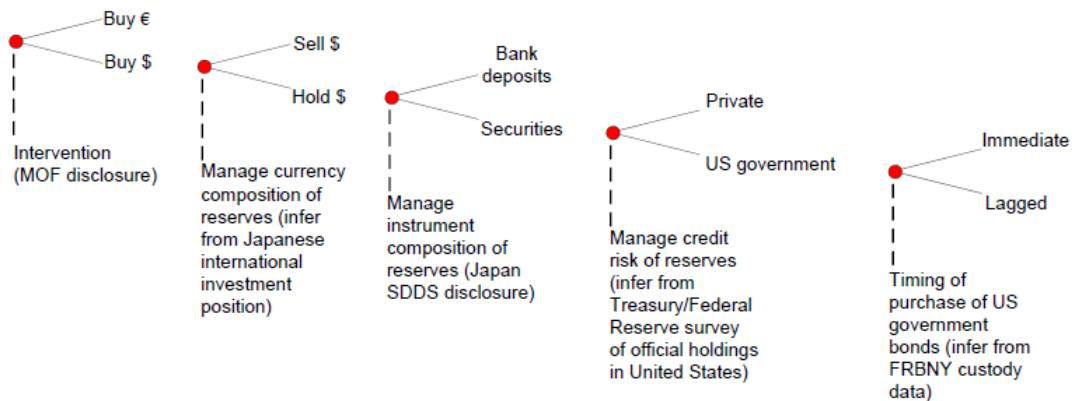 Buy €
Buy $
Intervention
(MOF disclosure)
Sell $
Hold $
Manage currency
composition of
reserves (infer
from Japanese
international
investment
position)
Bank
deposits
Securities
Manage
instrument
composition of
reserves (Japan
SDDS disclosure)
Private
US government
Manage credit
risk of reserves
(infer from
Treasury/Federal
Reserve survey
of official holdings
in United States)
Immediate
Lagged
Timing of
purchase of US
government
bonds (infer from
FRBNY custody
data)